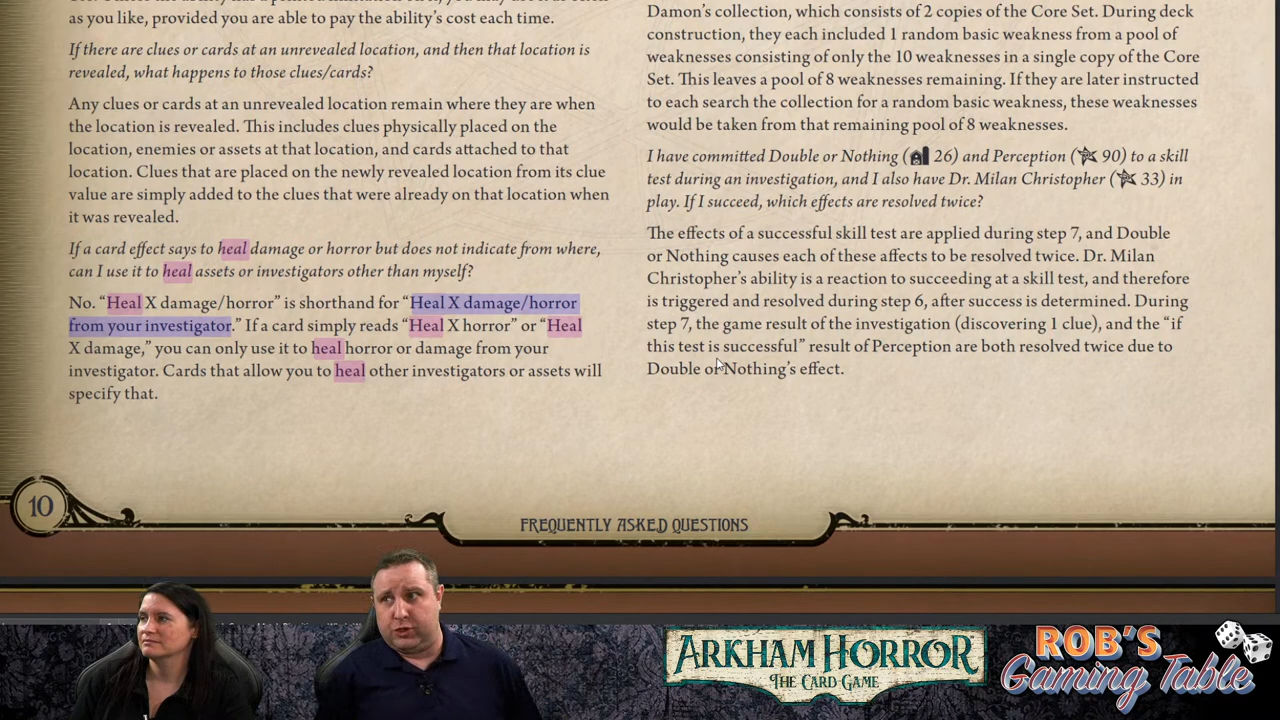 as you like, provided you are able to pay the ability's cost each time.
If there are clues or cards at an unrevealed location, and then that location is
revealed, what happens to those clues/cards?
Any clues or cards at an unrevealed location remain where they are when
the location is revealed. This includes clues physically placed on the
location, enemies or assets at that location, and cards attached to that
location. Clues that are placed on the newly revealed location from its clue
value are simply added to the clues that were already on that location when
it was revealed.
If a card effect says to heal damage or horror but does not indicate from where,
can I use it to heal assets or investigators other than myself?
No. “Heal X damage/horror” is shorthand for “Heal X damage/horror
from your investigator.” If a card simply reads “Heal X horror” or “Heal
X damage,” you can only use it to heal horror or damage from your
investigator. Cards that allow you to heal other investigators or assets will
specify that.
Damon's collection, which consists of 2 copies of the Core Set. During deck
construction, they each included 1 random basic weakness from a pool of
weaknesses consisting of only the 10 weaknesses in a single copy of the Core
Set. This leaves a pool of 8 weaknesses remaining. If they are later instructed
to each search the collection for a random basic weakness, these weaknesses
would be taken from that remaining pool of 8 weaknesses.
I have committed Double or Nothing ( 26) and Perception ( 90) to a skill
test during an investigation, and I also have Dr. Milan Christopher ( 33) in
play. If I succeed, which effects are resolved twice?
The effects of a successful skill test are applied during step 7, and Double
or Nothing causes each of these affects to be resolved twice. Dr. Milan
Christopher's ability is a reaction to succeeding at a skill test, and therefore
is triggered and resolved during step 6, after success is determined. During
step 7, the game result of the investigation (discovering 1 clue), and the “if
this test is successful” result of Perception are both resolved twice due to
Double or Nothing's effect.
10
FREQUENTLY ASKED QUESTIONS
ARKHAM HORROR
THE CARD GAME
ROB'S
Gaming Table